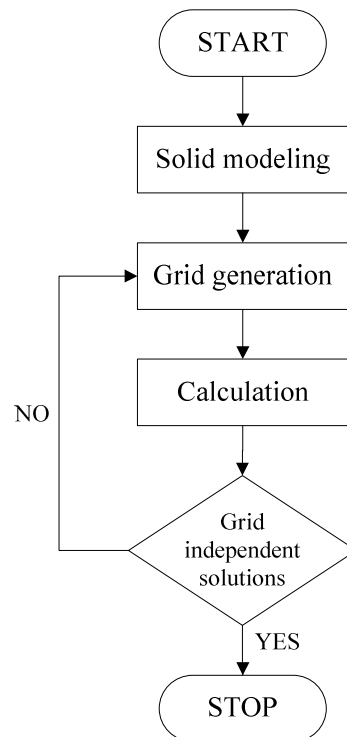 START
Solid modeling
Grid generation
Calculation
NO
Grid
independent
solutions
YES
STOP